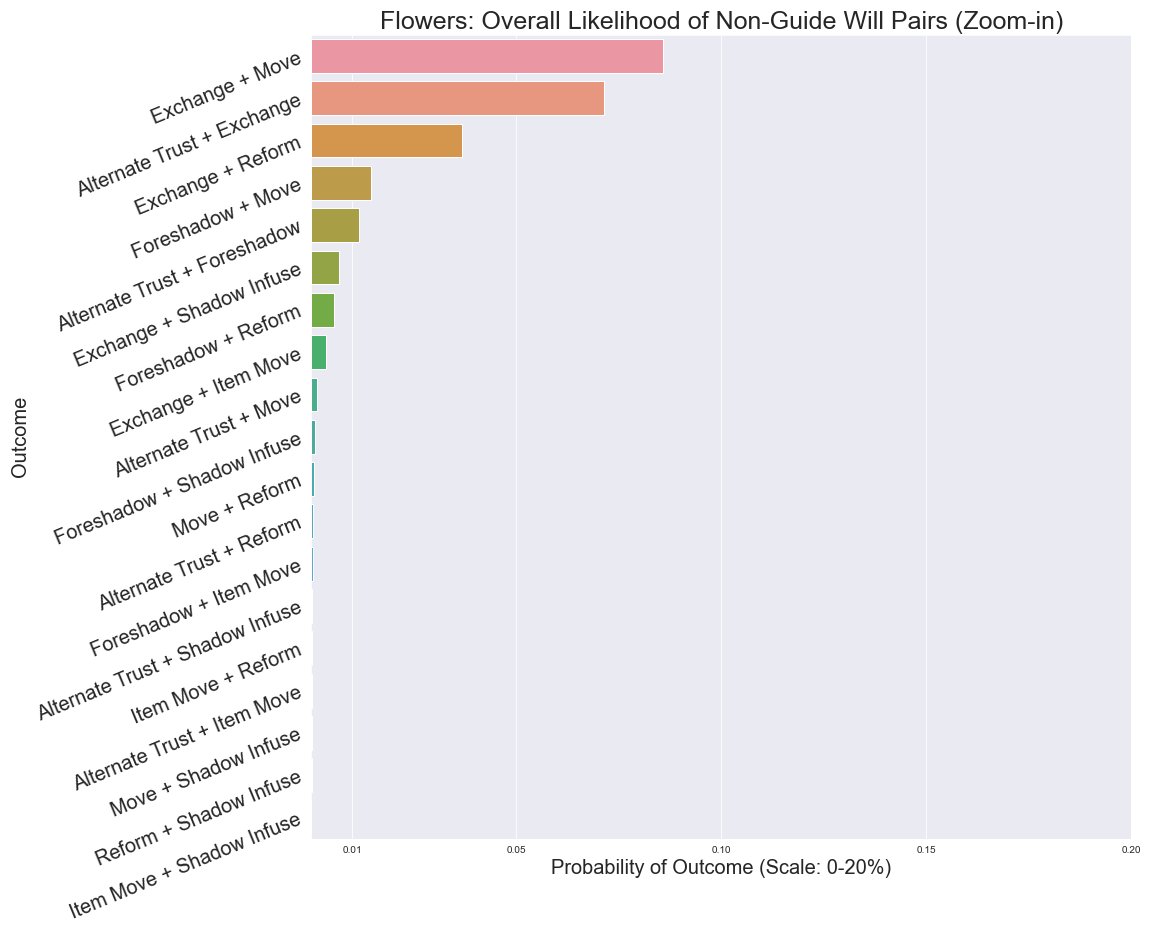 Flowers: Overall Likelihood of Non-Guide Will Pairs (Zoom-in)
Exchange + Move
Alternate Trust + Exchange
Exchange + Reform
Foreshadow + Move
Alternate Trust + Foreshadow
Exchange + Shadow Infuse
Foreshadow + Reform
Exchange + Item Move
Alternate Trust + Move
Foreshadow + Shadow Infuse
Move + Reform
Alternate Trust + Reform
Foreshadow + Item Move
Alternate Trust + Shadow Infuse
Item Move + Reform
Alternate Trust + Item Move
Move + Shadow Infuse
Reform + Shadow Infuse
Item Move + Shadow Infuse
Outcome
0.01 0.05 0.10 0.15 0.20
Probability of Outcome (Scale: 0-20%)